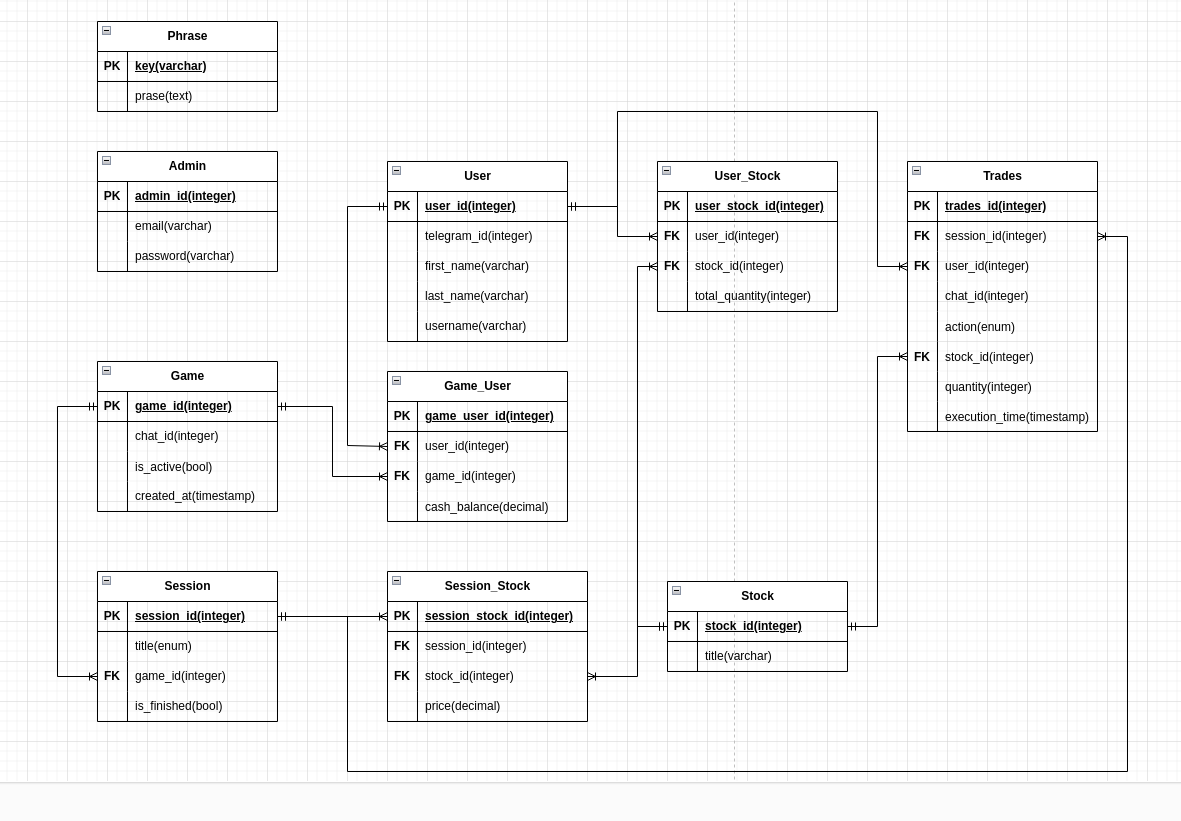 Phrase
PK key(varchar)
prase(text)
Admin
PK admin_id(integer)
email(varchar)
password(varchar)
User
PK user_id(integer)
telegram_id(integer)
first_name(varchar)
last_name(varchar)
username(varchar)
User_Stock
PK user_stock_id(integer)
FK user_id(integer)
FK stock_id(integer)
total_quantity(integer)
Trades
PK trades_id(integer)
FK session_id(integer)
FK user_id(integer)
chat_id(integer)
action(enum)
FK stock_id(integer)
quantity(integer)
execution_time(timestamp)
Game
PK game_id(integer)
chat_id(integer)
is_active(bool)
created_at(timestamp)
Game_User
PK game_user_id(integer)
FK user_id(integer)
FK game_id(integer)
cash_balance(decimal)
Session
PK session_id(integer)
title(enum)
FK game_id(integer)
is_finished(bool)
Session_Stock
PK session_stock_id(integer)
FK session_id(integer)
FK stock_id(integer)
price(decimal)
Stock
PK stock_id(integer)
title(varchar)